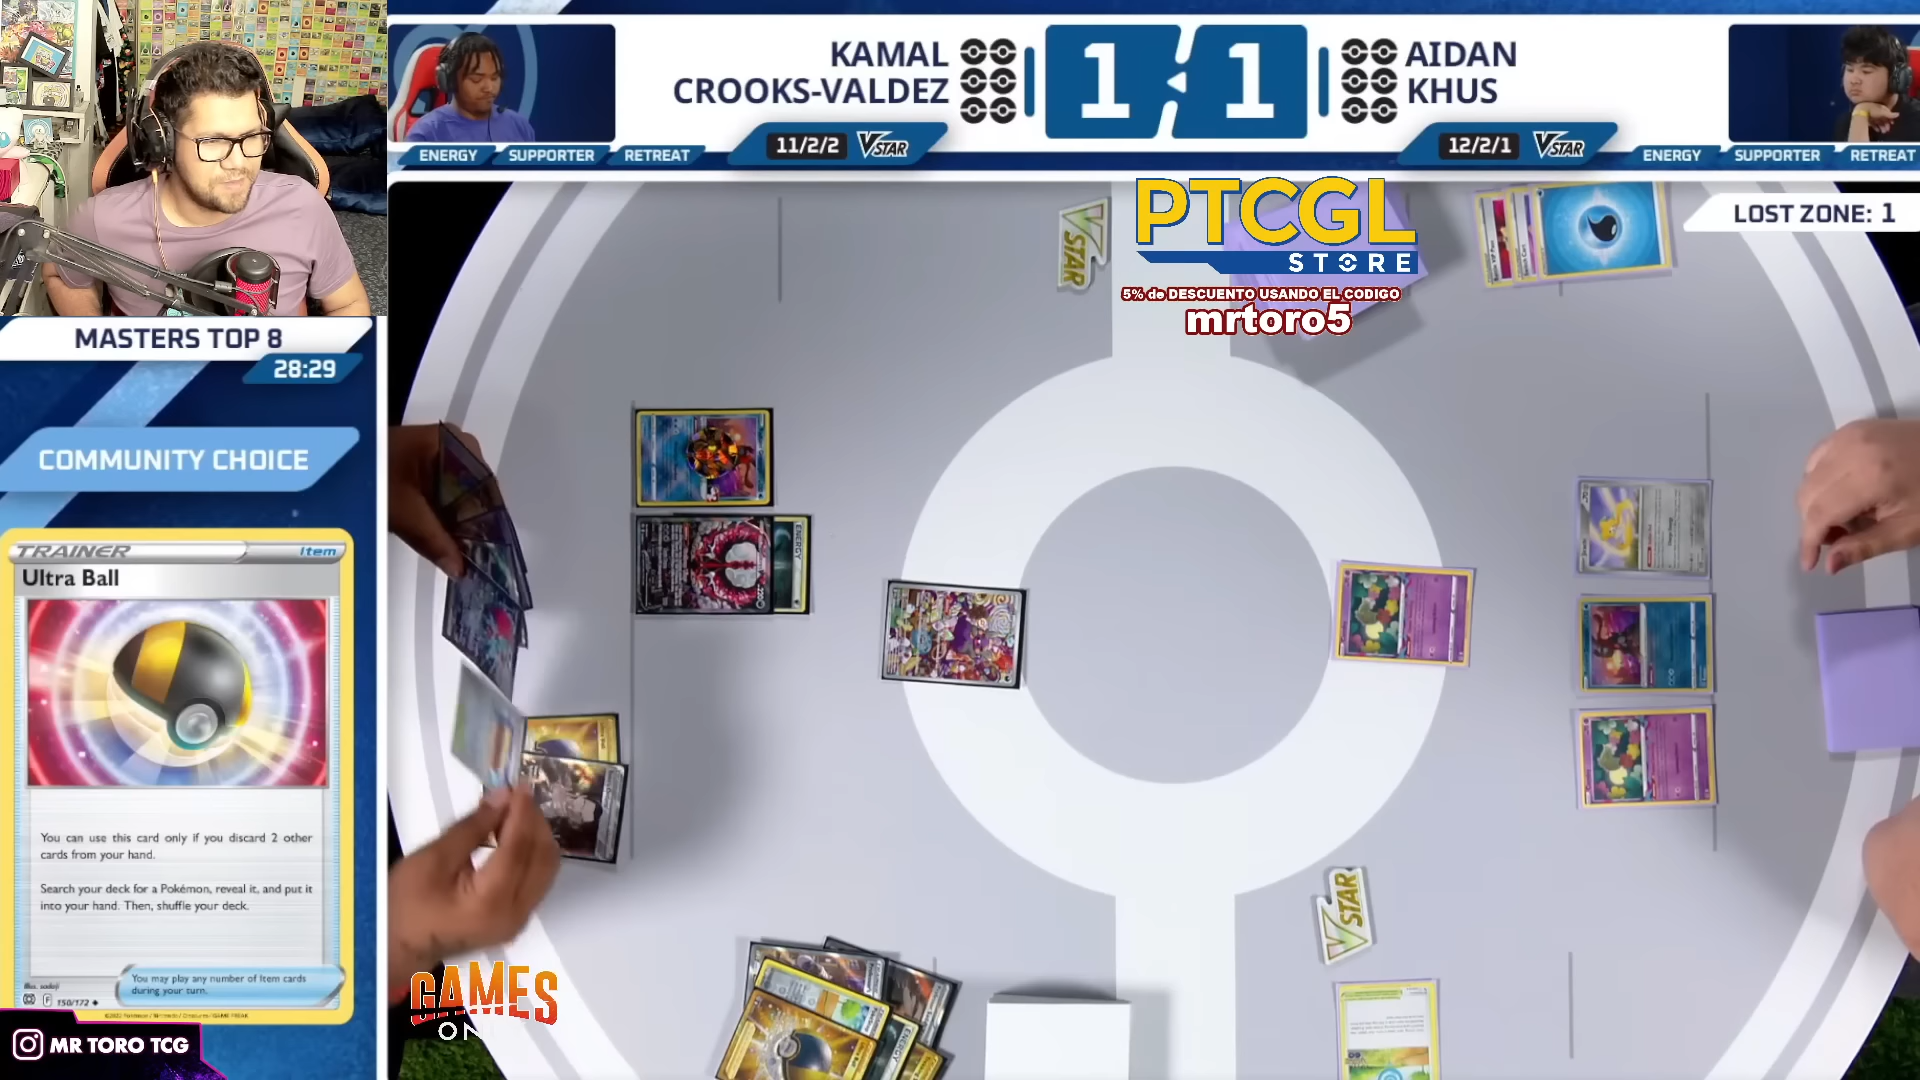 KAMAL
CROOKS-VALDEZ
1
1
AIDAN
KHUS
11/2/2
VSTAR
12/2/1
VSTAR
ENERGY
SUPPORTER
RETREAT
ENERGY
SUPPORTER
RETREAT
LOST ZONE: 1
VSTAR
PTCGL
STORE
5% de DESCUENTO USANDO EL CODIGO
mrtoro5
MASTERS TOP 8
28:29
COMMUNITY CHOICE
TRAINER
Item
Ultra Ball
You can use this card only if you discard 2 other
cards from your hand.
Search your deck for a Pokémon, reveal it, and put it
into your hand. Then, shuffle your deck.
You may play any number of Item cards
during your turn.
150/172
ENERGY
VSTAR
ENERGY
GAMES
MR TORO TCG